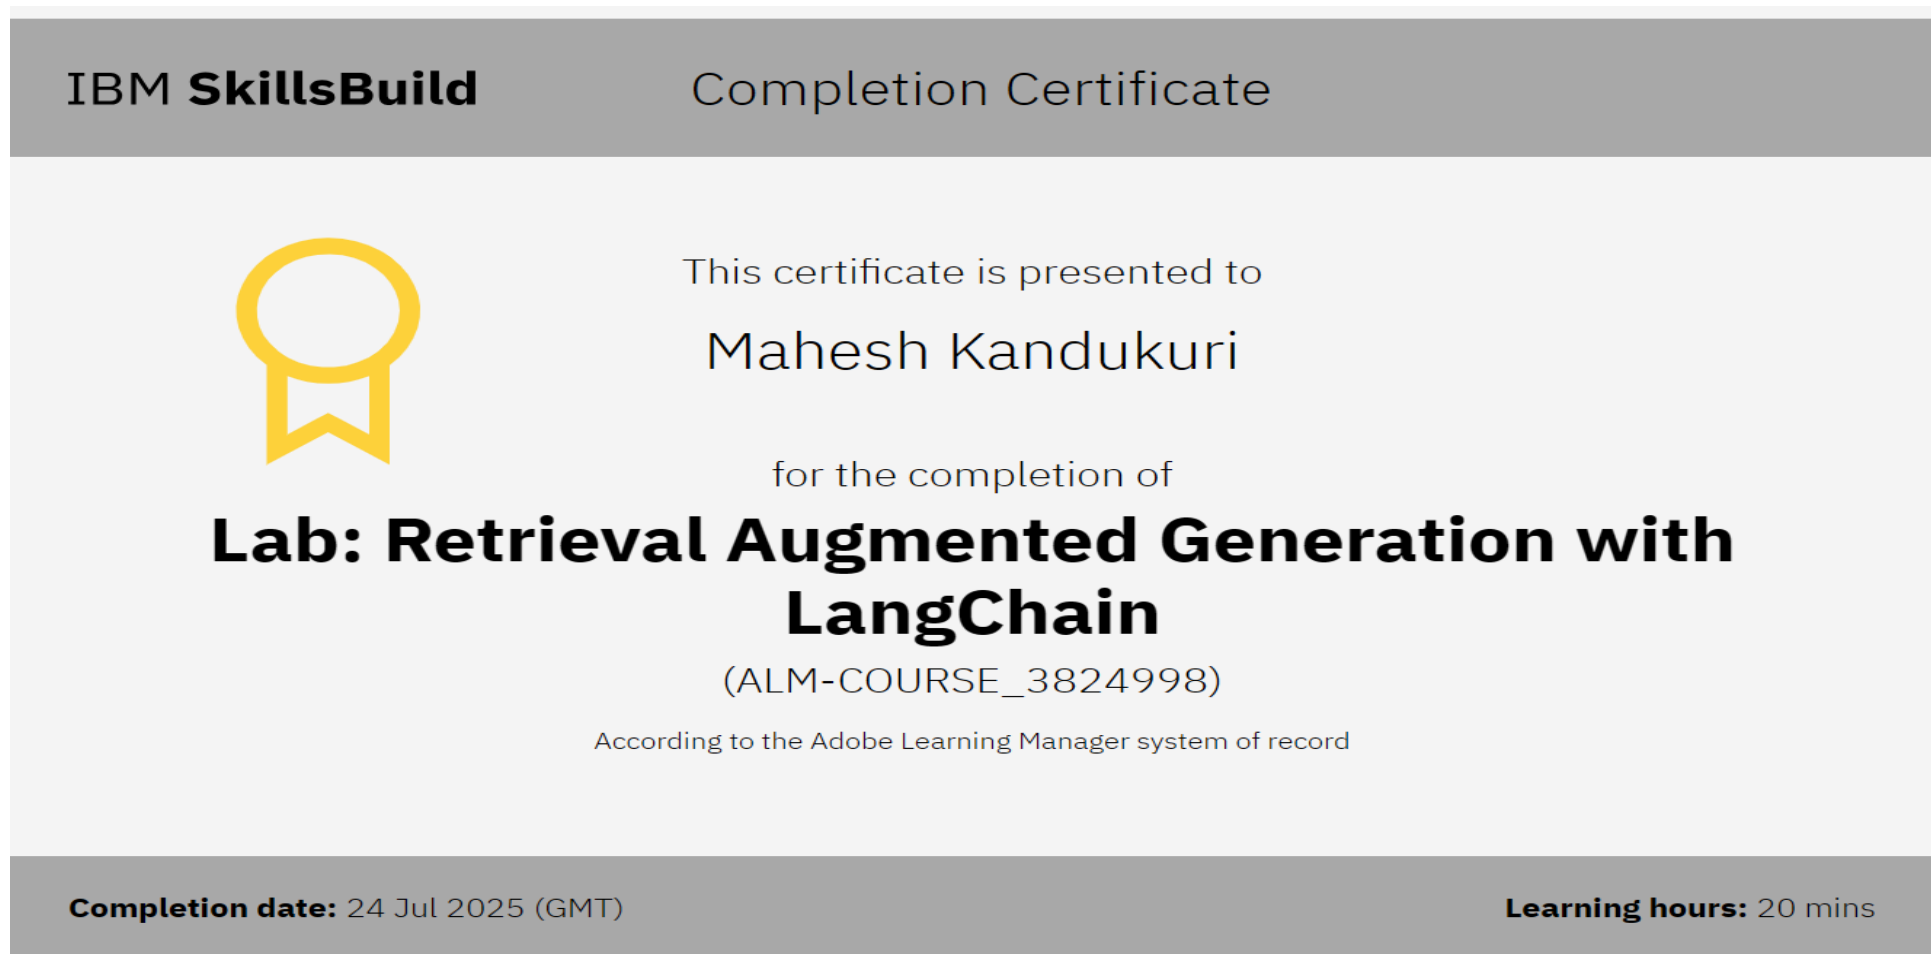 IBM SkillsBuild
Completion Certificate
This certificate is presented to
Mahesh Kandukuri
for the completion of
Lab: Retrieval Augmented Generation with
LangChain
(ALM-COURSE_3824998)
According to the Adobe Learning Manager system of record
Completion date: 24 Jul 2025 (GMT)
Learning hours: 20 mins